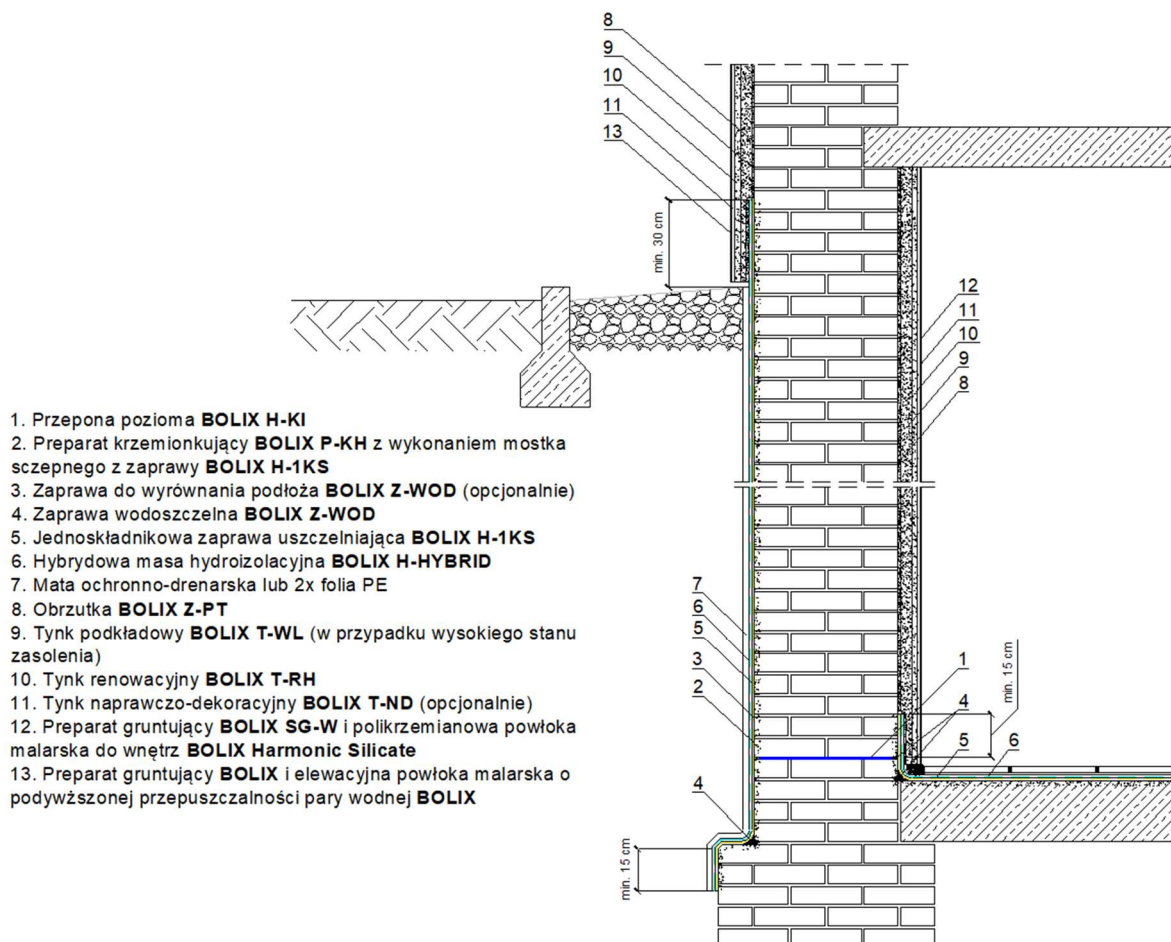 8
9
10
11
13
min. 30 cm
12
11
10
9
8
1. Przepona pozioma BOLIX H-KI
2. Preparat krzemionkujący BOLIX P-KH z wykonaniem mostka
sczepnego z zaprawy BOLIX H-1KS
3. Zaprawa do wyrównania podłoża BOLIX Z-WOD (opcjonalnie)
4. Zaprawa wodoszczelna BOLIX Z-WOD
5. Jednoskładnikowa zaprawa uszczelniająca BOLIX H-1KS
6. Hybrydowa masa hydroizolacyjna BOLIX H-HYBRID
7. Mata ochronno-drenarska lub 2x folia PE
8. Obrzutka BOLIX Z-PT
9. Tynk podkładowy BOLIX T-WL (w przypadku wysokiego stanu
zasolenia)
10. Tynk renowacyjny BOLIX T-RH
11. Tynk naprawczo-dekoracyjny BOLIX T-ND (opcjonalnie)
12. Preparat gruntujący BOLIX SG-W i polikrzemianowa powłoka
malarska do wnętrz BOLIX Harmonic Silicate
13. Preparat gruntujący BOLIX i elewacyjna powłoka malarska o
podywższonej przepuszczalności pary wodnej BOLIX
7
6
5
3
2
4
min. 15 cm
1
4
5
6
min. 15 cm